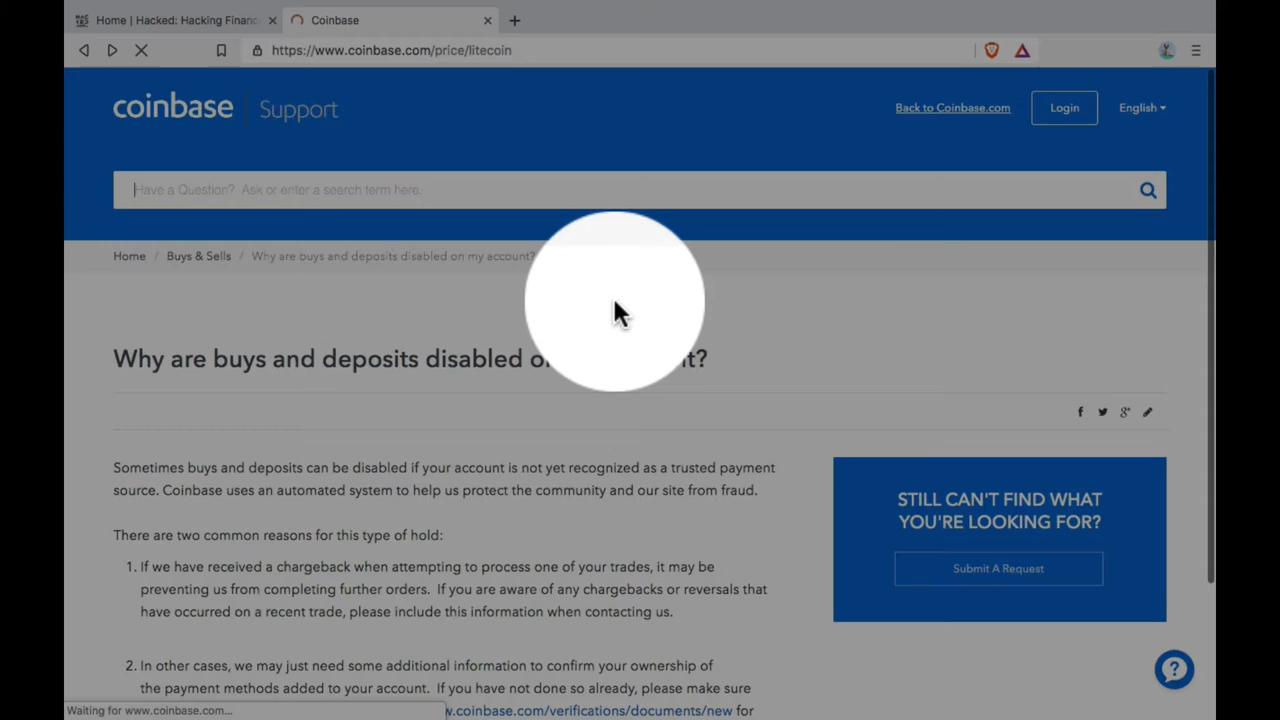 Home | Hacked: Hacking Financ
Coinbase
https://www.coinbase.com/price/litecoin
coinbase Support
Back to Coinbase.com
Login
English
Have a Question? Ask or enter a search term here.
Home / Buys & Sells / Why are buys and deposits disabled on my account?
Why are buys and deposits disabled o t?
Sometimes buys and deposits can be disabled if your account is not yet recognized as a trusted payment
source. Coinbase uses an automated system to help us protect the community and our site from fraud.
There are two common reasons for this type of hold:
1. If we have received a chargeback when attempting to process one of your trades, it may be
preventing us from completing further orders. If you are aware of any chargebacks or reversals that
have occurred on a recent trade, please include this information when contacting us.
2. In other cases, we may just need some additional information to confirm your ownership of
the payment methods added to your account. If you have not done so already, please make sure
w.coinbase.com/verifications/documents/new for
STILL CAN'T FIND WHAT
YOU'RE LOOKING FOR?
Submit A Request
Waiting for www.coinbase.com...